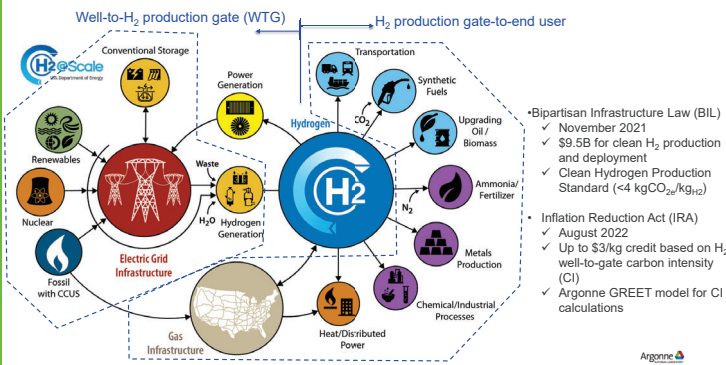 Well-to-H₂ production gate (WTG)
H₂ production gate-to-end user
H2@Scale
U.S. Department of Energy
Conventional Storage
Transportation
Power
Generation
Synthetic
Fuels
CO₂
Hydrogen
Upgrading
Oil /
Biomass
Renewables
Waste
H2
Ammonia/
Fertilizer
N₂
Nuclear
H₂O
Hydrogen
Generation
Metals
Production
Electric Grid
Infrastructure
Fossil
with CCUS
Chemical/Industrial
Processes
Gas
Infrastructure
Heat/Distributed
Power
•Bipartisan Infrastructure Law (BIL)
✓ November 2021
✓ $9.5B for clean H₂ production
and deployment
✓ Clean Hydrogen Production
Standard (<4 kgCO₂ₑ/kg_H2)
• Inflation Reduction Act (IRA)
✓ August 2022
✓ Up to $3/kg credit based on H₂
well-to-gate carbon intensity
(CI)
✓ Argonne GREET model for CI
calculations
Argonne
NATIONAL LABORATORY